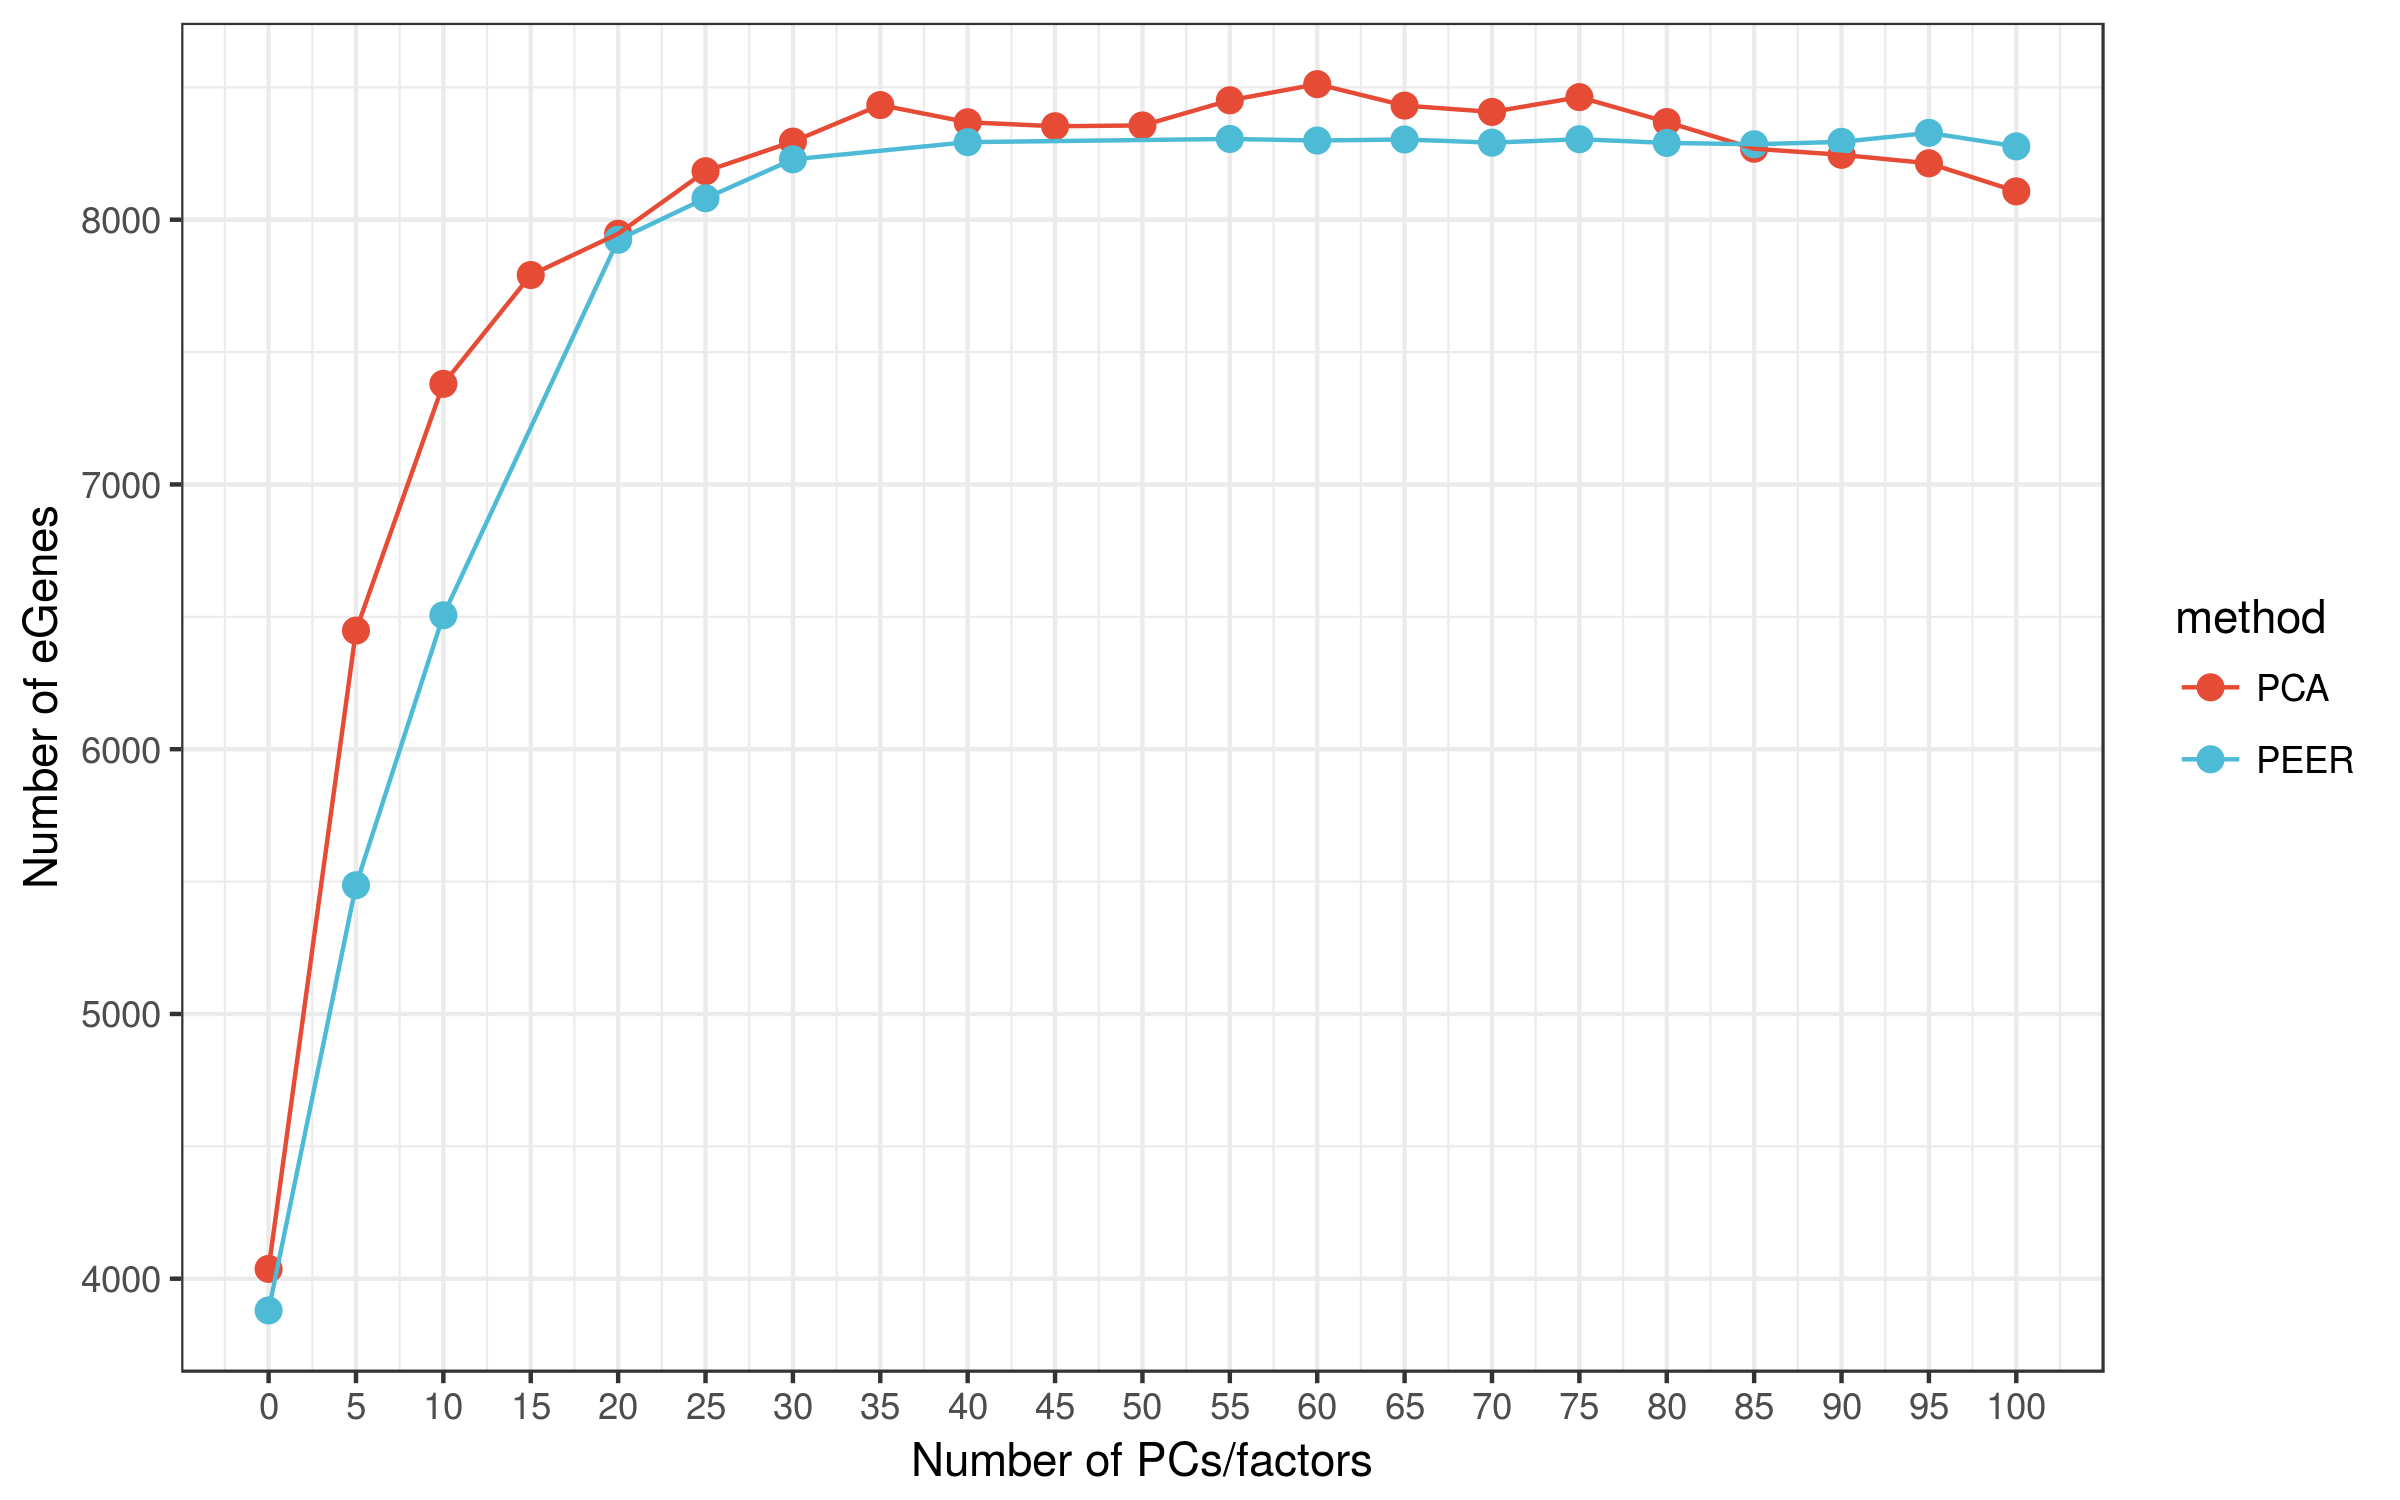 Number of eGenes
8000
7000
6000
5000
4000
0 5 10 15 20 25 30 35 40 45 50 55 60 65 70 75 80 85 90 95 100
Number of PCs/factors
method
PCA
PEER